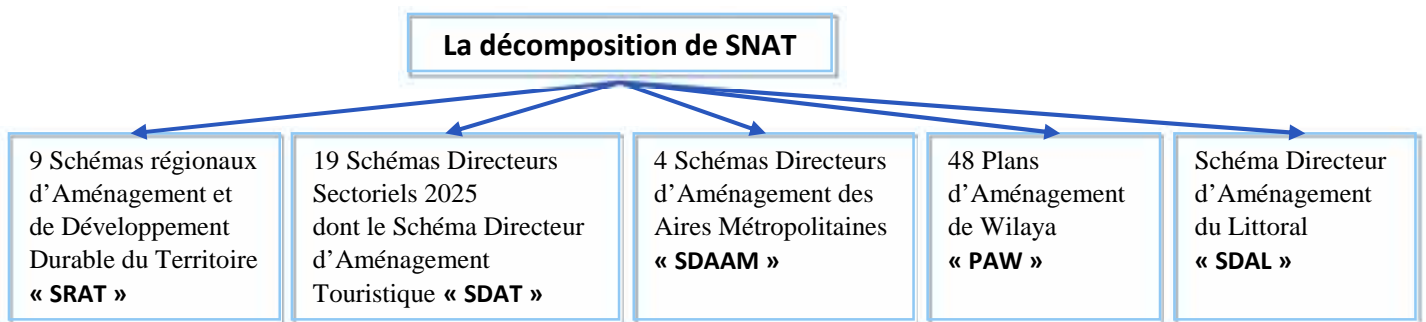 La décomposition de SNAT
9 Schémas régionaux
d’Aménagement et
de Développement
Durable du Territoire
« SRAT »
19 Schémas Directeurs
Sectoriels 2025
dont le Schéma Directeur
d’Aménagement
Touristique « SDAT »
4 Schémas Directeurs
d’Aménagement des
Aires Métropolitaines
« SDAAM »
48 Plans
d’Aménagement
de Wilaya
« PAW »
Schéma Directeur
d’Aménagement
du Littoral
« SDAL »